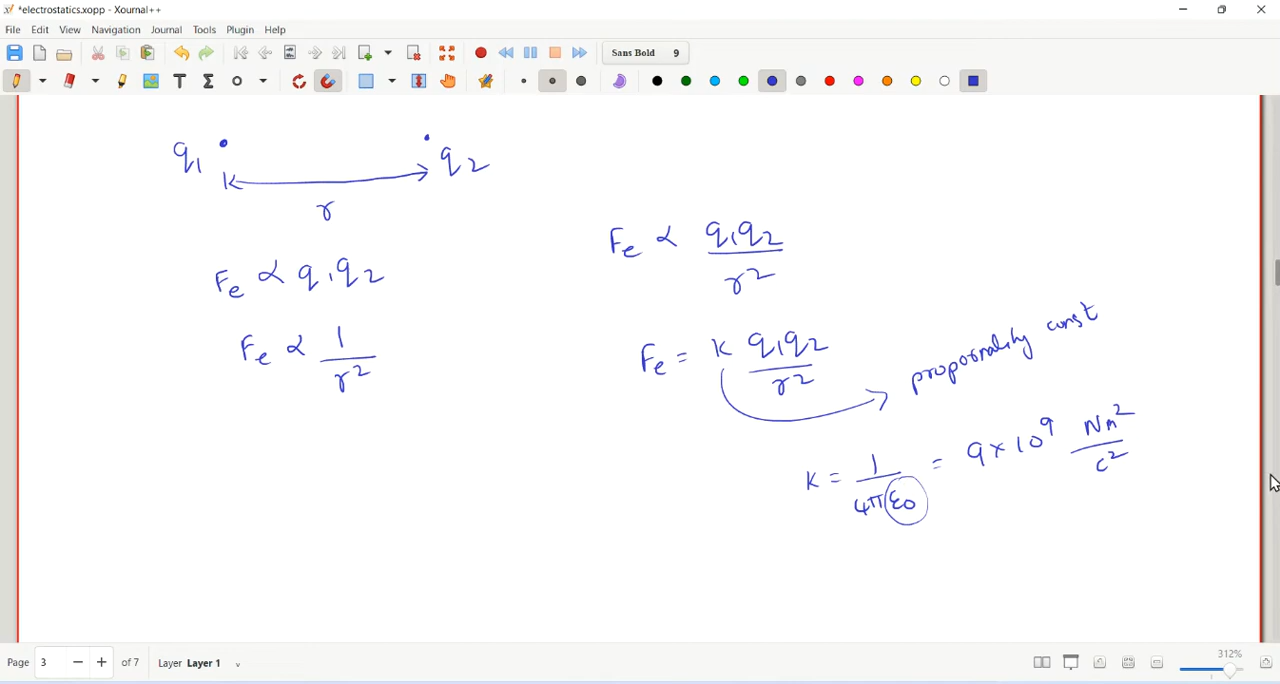 *electrostatics.xopp - Xournal++
File Edit View Navigation Journal Tools Plugin Help
Sans Bold 9
q1 q2
r
Fe ∝ q1q2
Fe ∝ 1/r²
Fe ∝ q1q2/r²
Fe = K q1q2/r²
propornality const
K = 1/4πε0 = 9×10⁹ Nm²/c²
Page 3 of 7 Layer Layer 1 312%